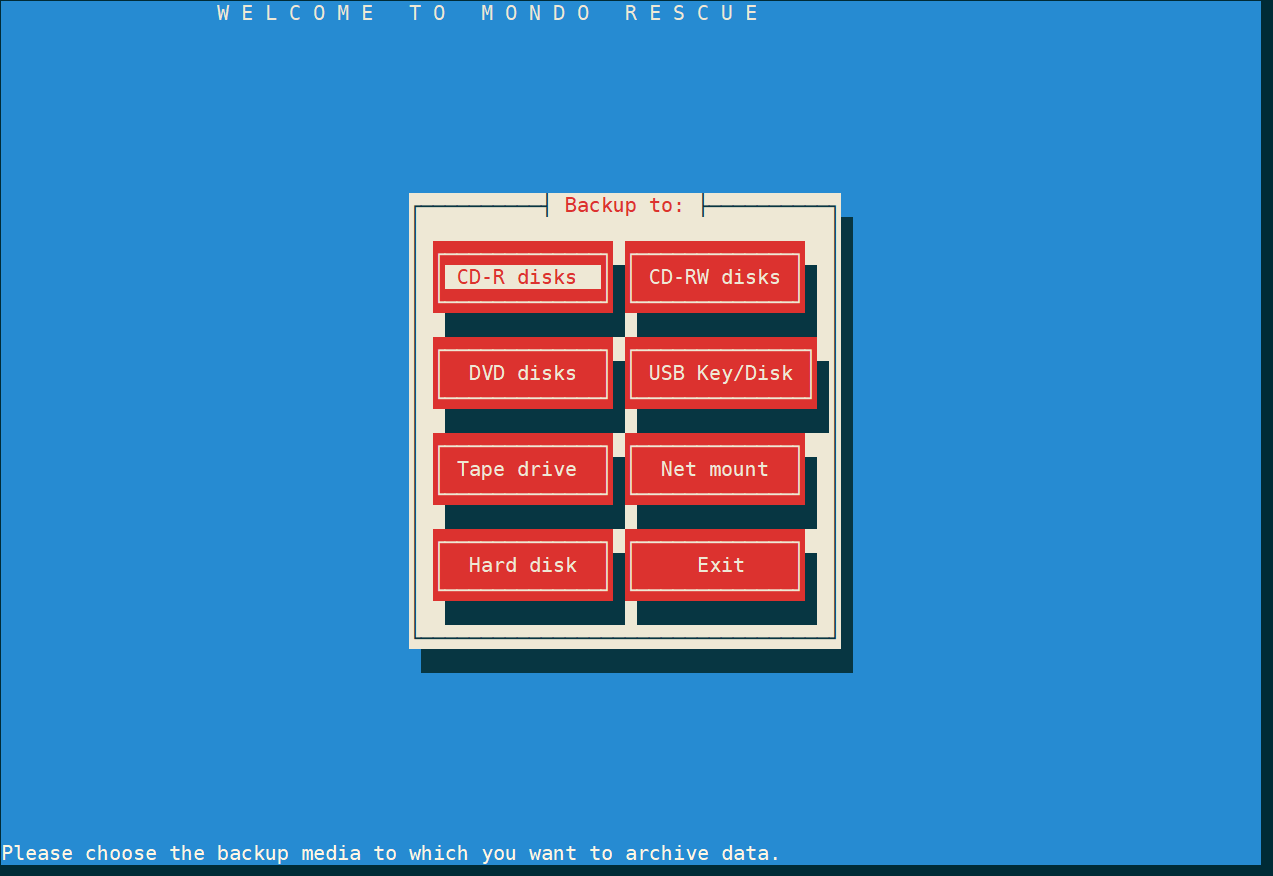 W E L C O M E   T O   M O N D O   R E S C U E
Backup to:
CD-R disks
CD-RW disks
DVD disks
USB Key/Disk
Tape drive
Net mount
Hard disk
Exit
Please choose the backup media to which you want to archive data.